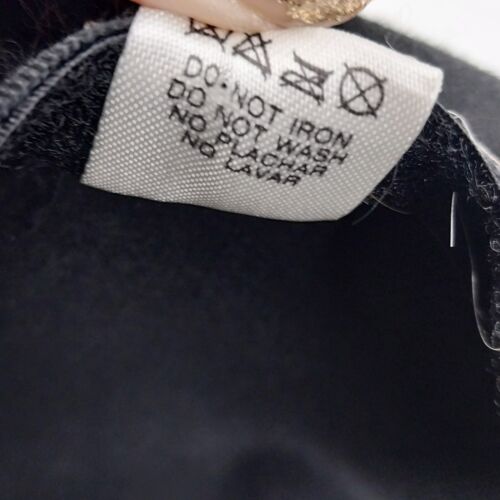 DO NOT IRON
DO NOT WASH
NO PLACHAR
NO LAVAR